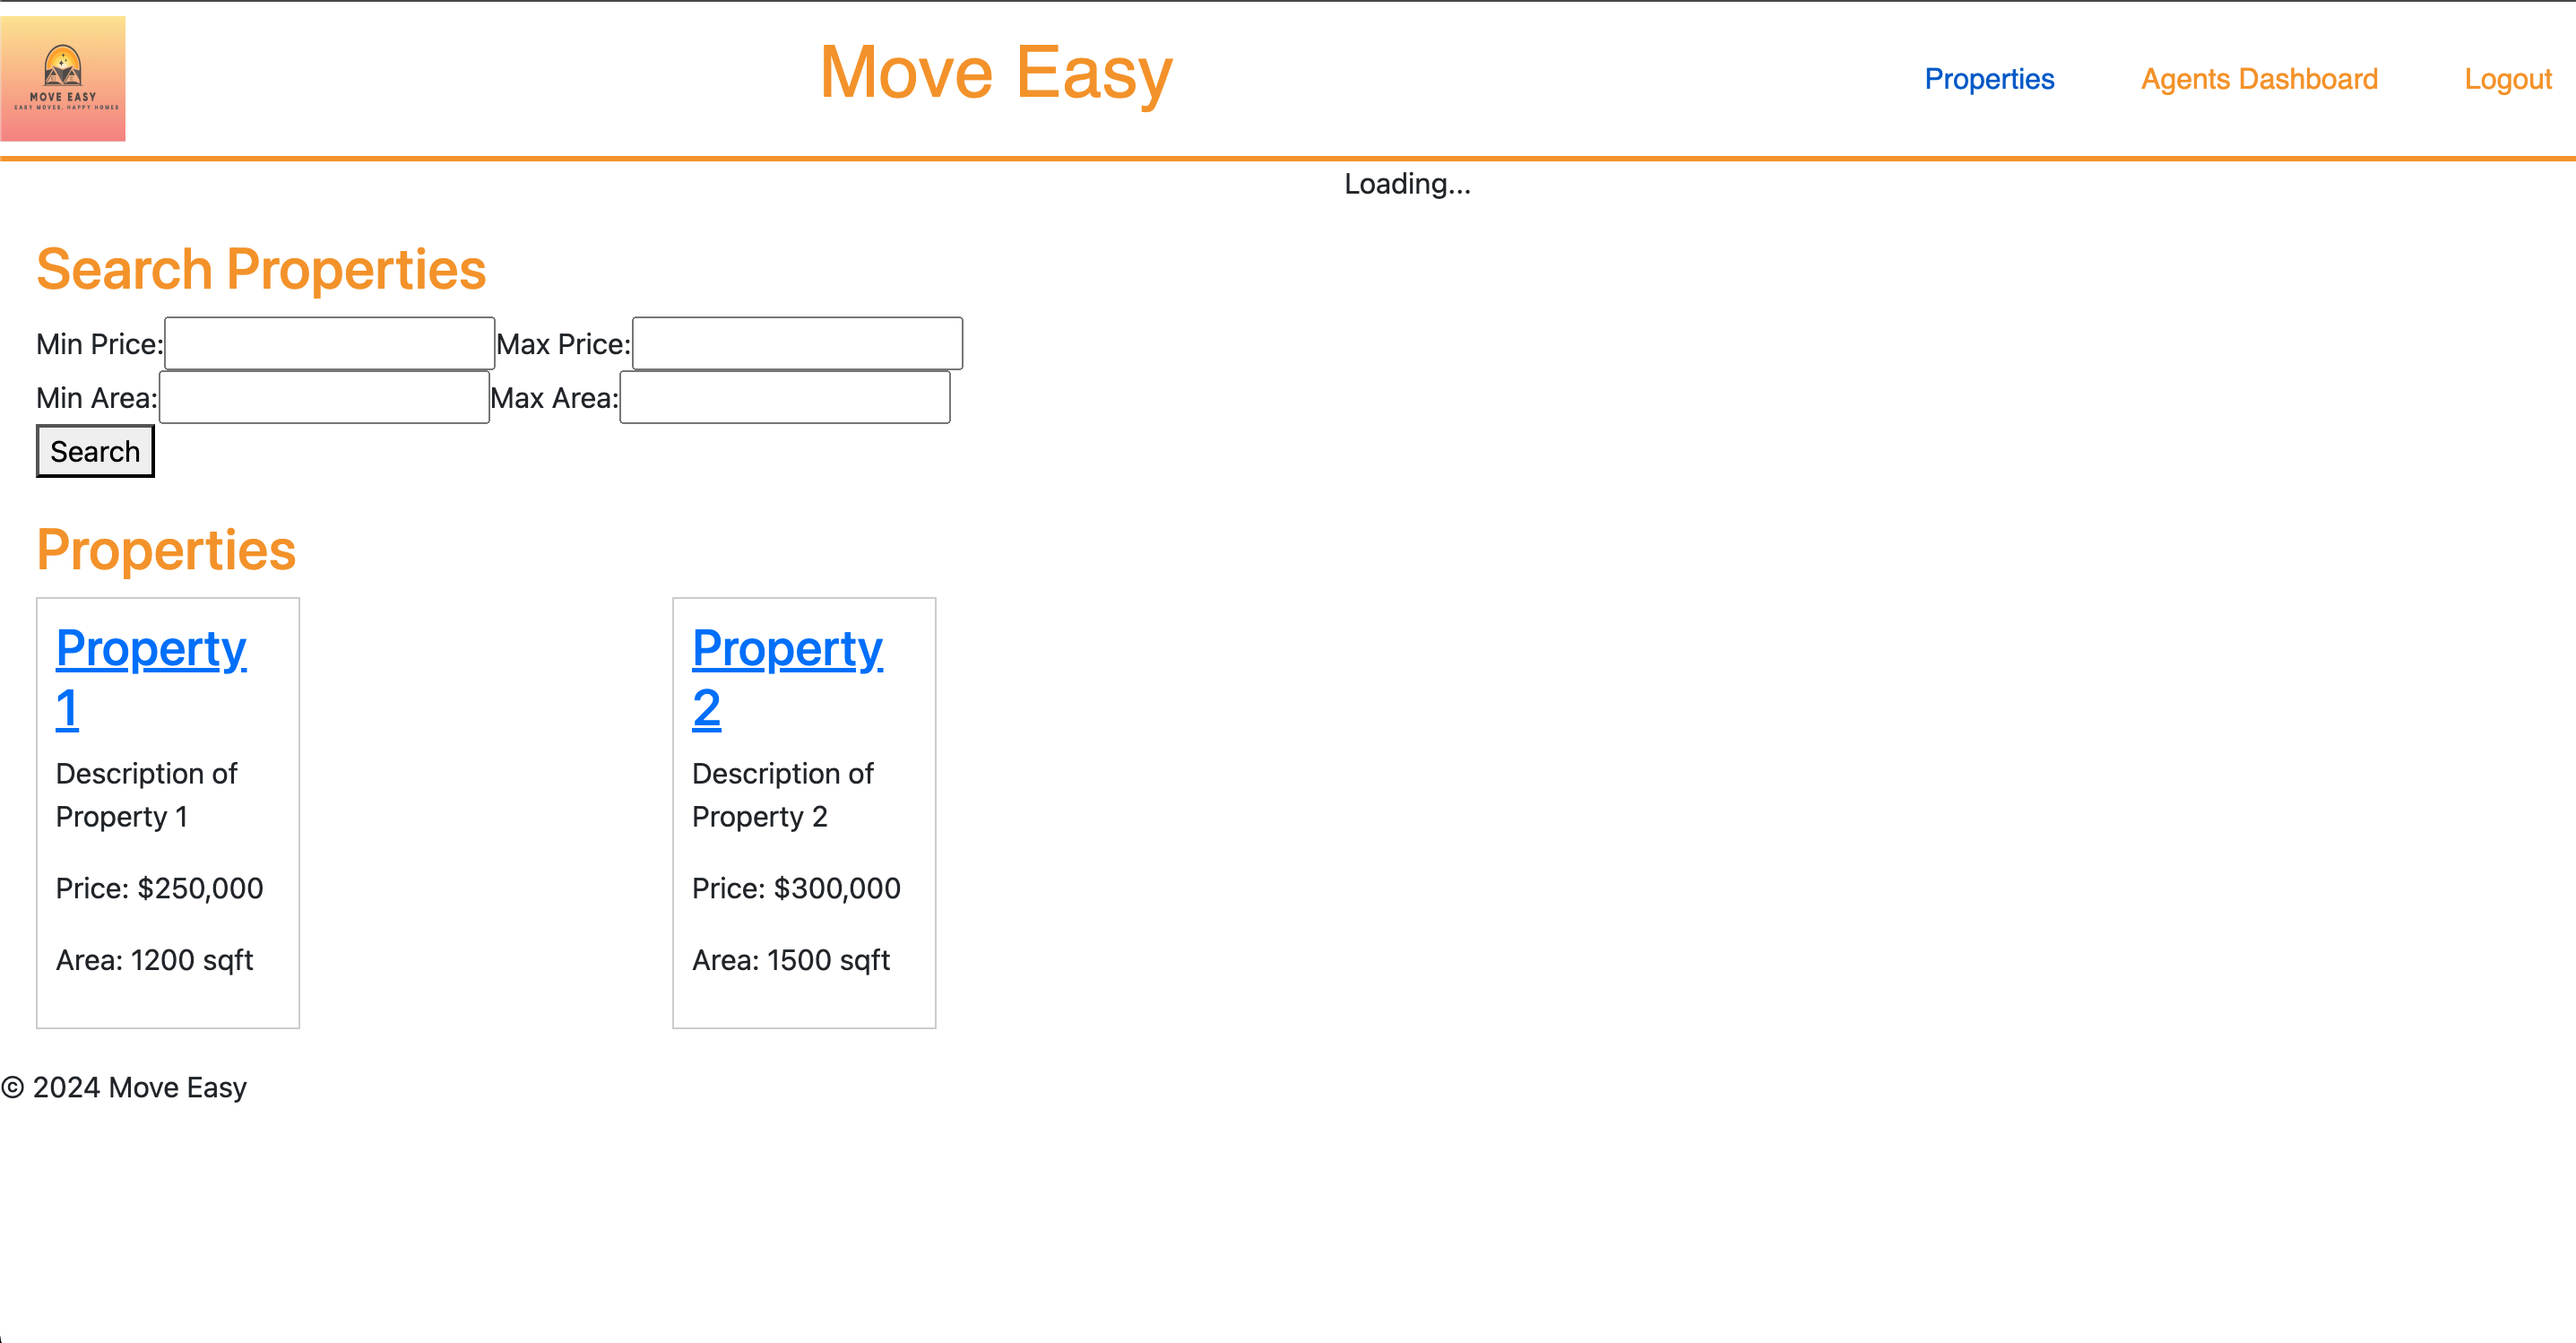 MOVE EASY
EASY MOVES, HAPPY HOMES
Move Easy
Properties
Agents Dashboard
Logout
Loading...
Search Properties
Min Price: Max Price:
Min Area: Max Area:
Search
Properties
Property
1
Description of
Property 1
Price: $250,000
Area: 1200 sqft
Property
2
Description of
Property 2
Price: $300,000
Area: 1500 sqft
© 2024 Move Easy